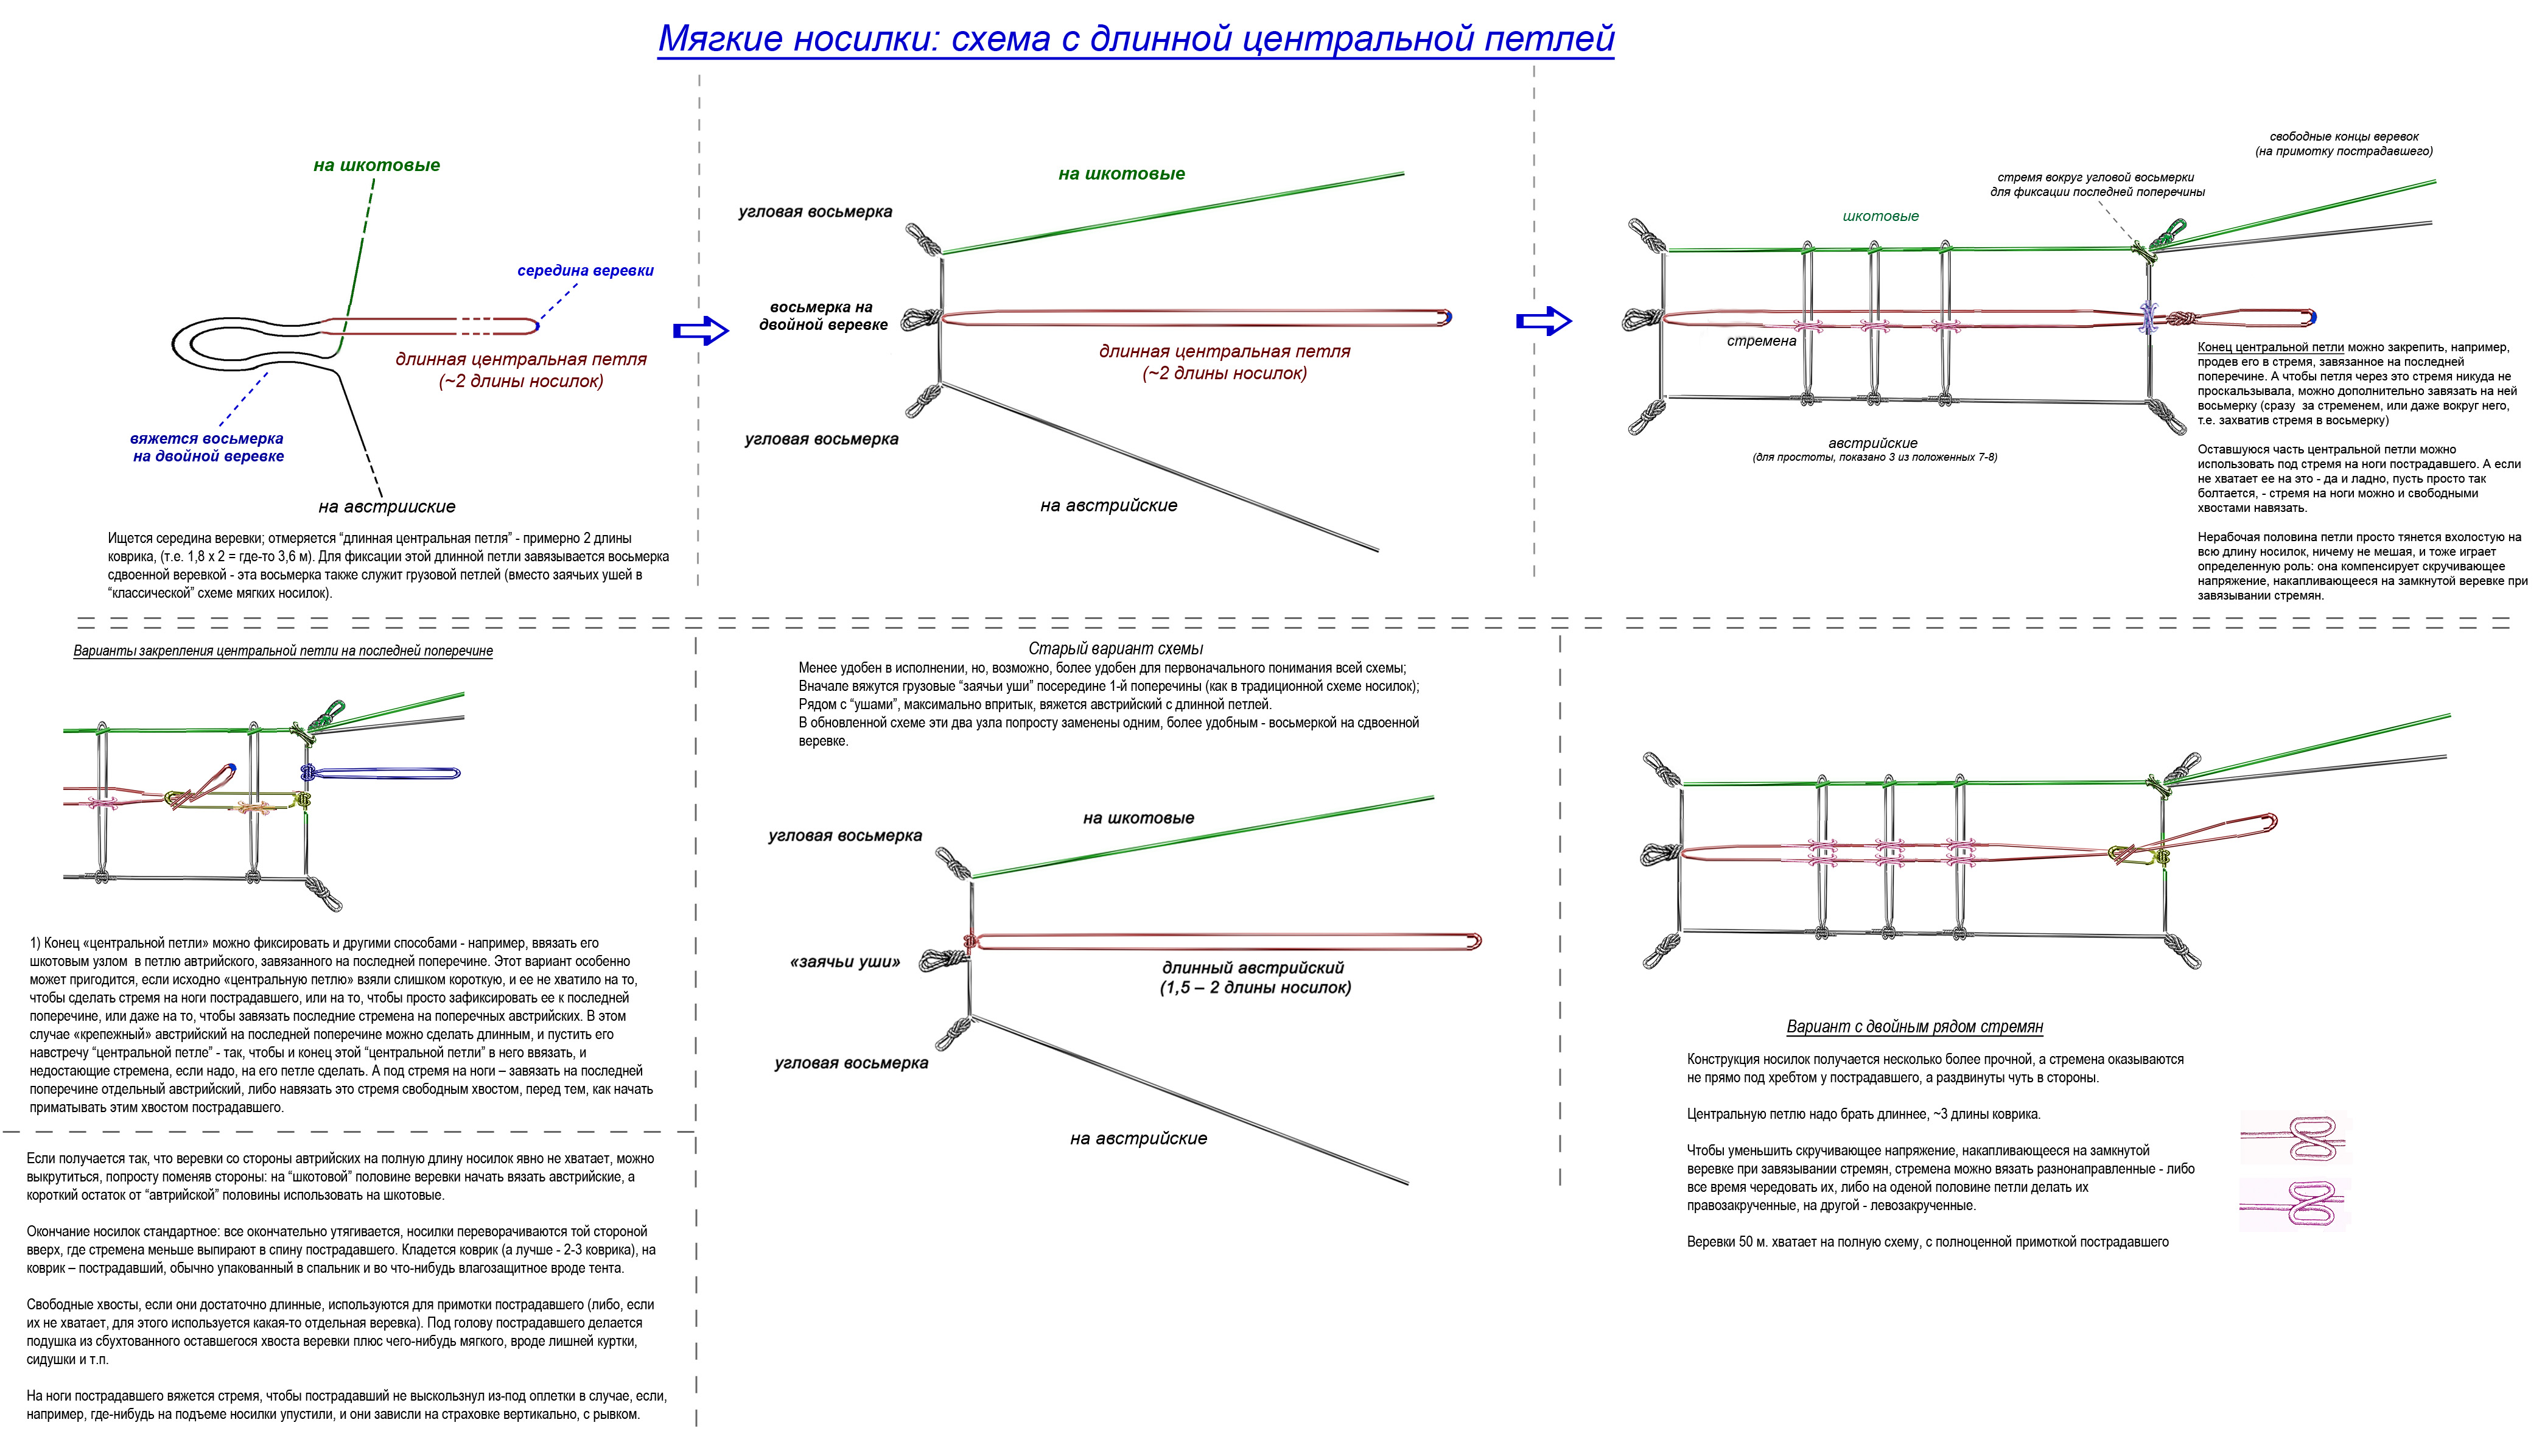 Мягкие носилки: схема с длинной центральной петлей
на шкотовые
середина веревки
длинная центральная петля
(~2 длины носилок)
вяжется восьмерка
на двойной веревке
на австрииские
Ищется середина веревки; отмеряется “длинная центральная петля” - примерно 2 длины
коврика, (т.е. 1,8 х 2 = где-то 3,6 м). Для фиксации этой длинной петли завязывается восьмерка
сдвоенной веревкой - эта восьмерка также служит грузовой петлей (вместо заячьих ушей в
“классической” схеме мягких носилок).
на шкотовые
угловая восьмерка
восьмерка на
двойной веревке
длинная центральная петля
(~2 длины носилок)
угловая восьмерка
на австрийские
свободные концы веревок
(на примотку пострадавшего)
стремя вокруг угловой восьмерки
для фиксации последней поперечины
шкотовые
стремена
австрийские
(для простоты, показано 3 из положенных 7-8)
Конец центральной петли можно закрепить, например,
продев его в стремя, завязанное на последней
поперечине. А чтобы петля через это стремя никуда не
проскальзывала, можно дополнительно завязать на ней
восьмерку (сразу за стременем, или даже вокруг него,
т.е. захватив стремя в восьмерку)
Оставшуюся часть центральной петли можно
использовать под стремя на ноги пострадавшего. А если
не хватает ее на это - да и ладно, пусть просто так
болтается, - стремя на ноги можно и свободными
хвостами навязать.
Нерабочая половина петли просто тянется вхолостую на
всю длину носилок, ничему не мешая, и тоже играет
определенную роль: она компенсирует скручивающее
напряжение, накапливающееся на замкнутой веревке при
завязывании стремян.
Варианты закрепления центральной петли на последней поперечине
1) Конец «центральной петли» можно фиксировать и другими способами - например, ввязать его
шкотовым узлом в петлю автрийского, завязанного на последней поперечине. Этот вариант особенно
может пригодится, если исходно «центральную петлю» взяли слишком короткую, и ее не хватило на то,
чтобы сделать стремя на ноги пострадавшего, или на то, чтобы просто зафиксировать ее к последней
поперечине, или даже на то, чтобы завязать последние стремена на поперечных австрийских. В этом
случае «крепежный» австрийский на последней поперечине можно сделать длинным, и пустить его
навстречу “центральной петле” - так, чтобы и конец этой “центральной петли” в него ввязать, и
недостающие стремена, если надо, на его петле сделать. А под стремя на ноги – завязать на последней
поперечине отдельный австрийский, либо навязать это стремя свободным хвостом, перед тем, как начать
приматывать этим хвостом пострадавшего.
Если получается так, что веревки со стороны автрийских на полную длину носилок явно не хватает, можно
выкрутиться, попросту поменяв стороны: на “шкотовой” половине веревки начать вязать австрийские, а
короткий остаток от “автрийской” половины использовать на шкотовые.
Окончание носилок стандартное: все окончательно утягивается, носилки переворачиваются той стороной
вверх, где стремена меньше выпирают в спину пострадавшего. Кладется коврик (а лучше - 2-3 коврика), на
коврик – пострадавший, обычно упакованный в спальник и во что-нибудь влагозащитное вроде тента.
Свободные хвосты, если они достаточно длинные, используются для примотки пострадавшего (либо, если
их не хватает, для этого используется какая-то отдельная веревка). Под голову пострадавшего делается
подушка из сбухтованного оставшегося хвоста веревки плюс чего-нибудь мягкого, вроде лишней куртки,
сидушки и т.п.
На ноги пострадавшего вяжется стремя, чтобы пострадавший не выскользнул из-под оплетки в случае, если,
например, где-нибудь на подъеме носилки упустили, и они зависли на страховке вертикально, с рывком.
Старый вариант схемы
Менее удобен в исполнении, но, возможно, более удобен для первоначального понимания всей схемы;
Вначале вяжутся грузовые “заячьи уши” посередине 1-й поперечины (как в традиционной схеме носилок);
Рядом с “ушами”, максимально впритык, вяжется австрийский с длинной петлей.
В обновленной схеме эти два узла попросту заменены одним, более удобным - восьмеркой на сдвоенной
веревке.
на шкотовые
угловая восьмерка
«заячьи уши»
длинный австрийский
(1,5 – 2 длины носилок)
угловая восьмерка
на австрийские
Вариант с двойным рядом стремян
Конструкция носилок получается несколько более прочной, а стремена оказываются
не прямо под хребтом у пострадавшего, а раздвинуты чуть в стороны.
Центральную петлю надо брать длиннее, ~3 длины коврика.
Чтобы уменьшить скручивающее напряжение, накапливающееся на замкнутой
веревке при завязывании стремян, стремена можно вязать разнонаправленные - либо
все время чередовать их, либо на оденой половине петли делать их
правозакрученные, на другой - левозакрученные.
Веревки 50 м. хватает на полную схему, с полноценной примоткой пострадавшего